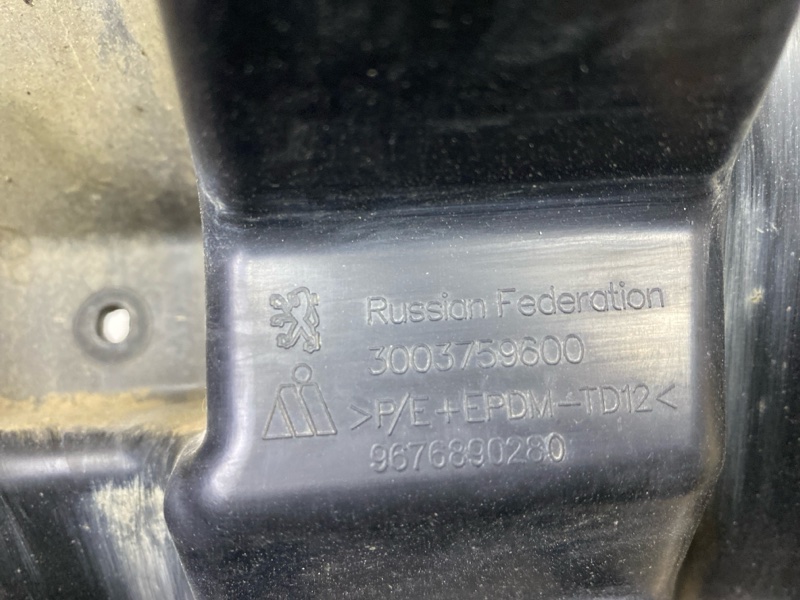 Russian Federation
3003759600
>P/E+EPDM-TD12<
9676890280